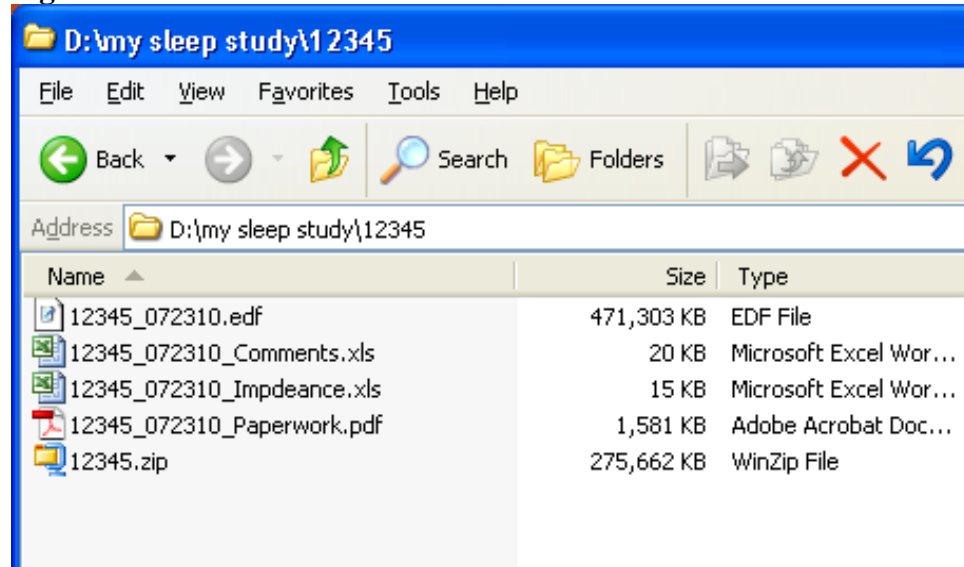 D:\my sleep study\12345
File Edit View Favorites Tools Help
Back Search Folders
Address D:\my sleep study\12345
Name Size Type
12345_072310.edf 471,303 KB EDF File
12345_072310_Comments.xls 20 KB Microsoft Excel Wor...
12345_072310_Impdeance.xls 15 KB Microsoft Excel Wor...
12345_072310_Paperwork.pdf 1,581 KB Adobe Acrobat Doc...
12345.zip 275,662 KB WinZip File